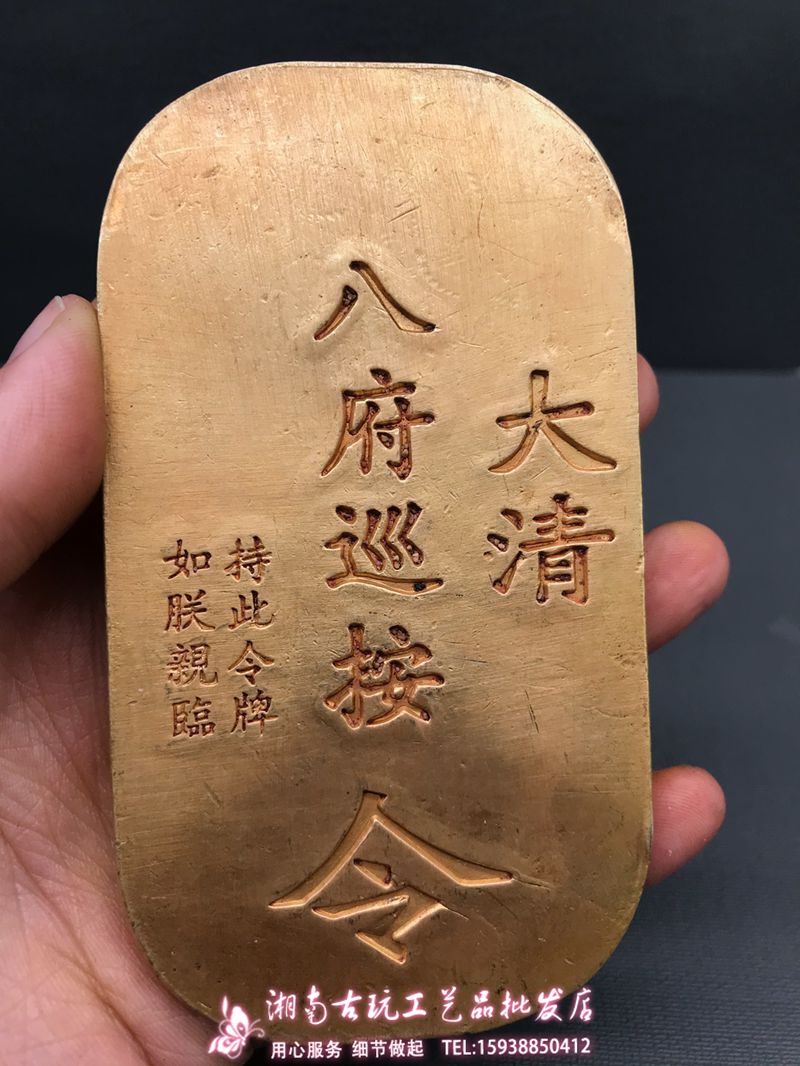 大清
八府巡按
令
持此令牌
如朕親臨
湘南古玩工艺品批发店
用心服务 细节做起 TEL:15938850412